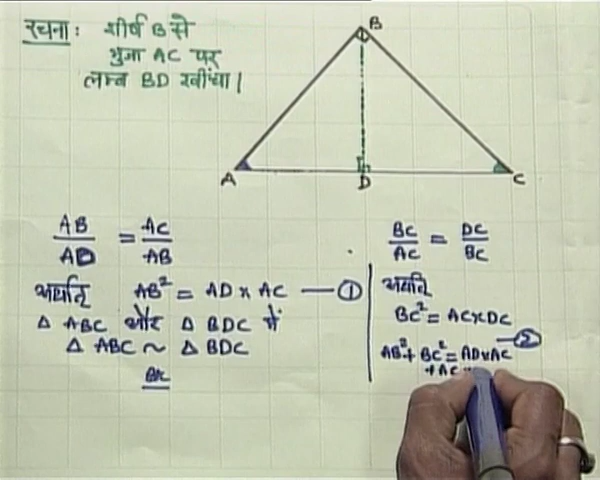 रचना: शीर्ष B से
भुजा AC पर
लम्ब BD खींचा।
B
A
D
C
AB/AD = AC/AB
अर्थात् AB² = AD × AC — ①
Δ ABC और Δ BDC में
Δ ABC ~ Δ BDC
BC/AC = DC/BC
अर्थात्
BC² = AC×DC
— ②
AB² + BC² = AD×AC
+AC